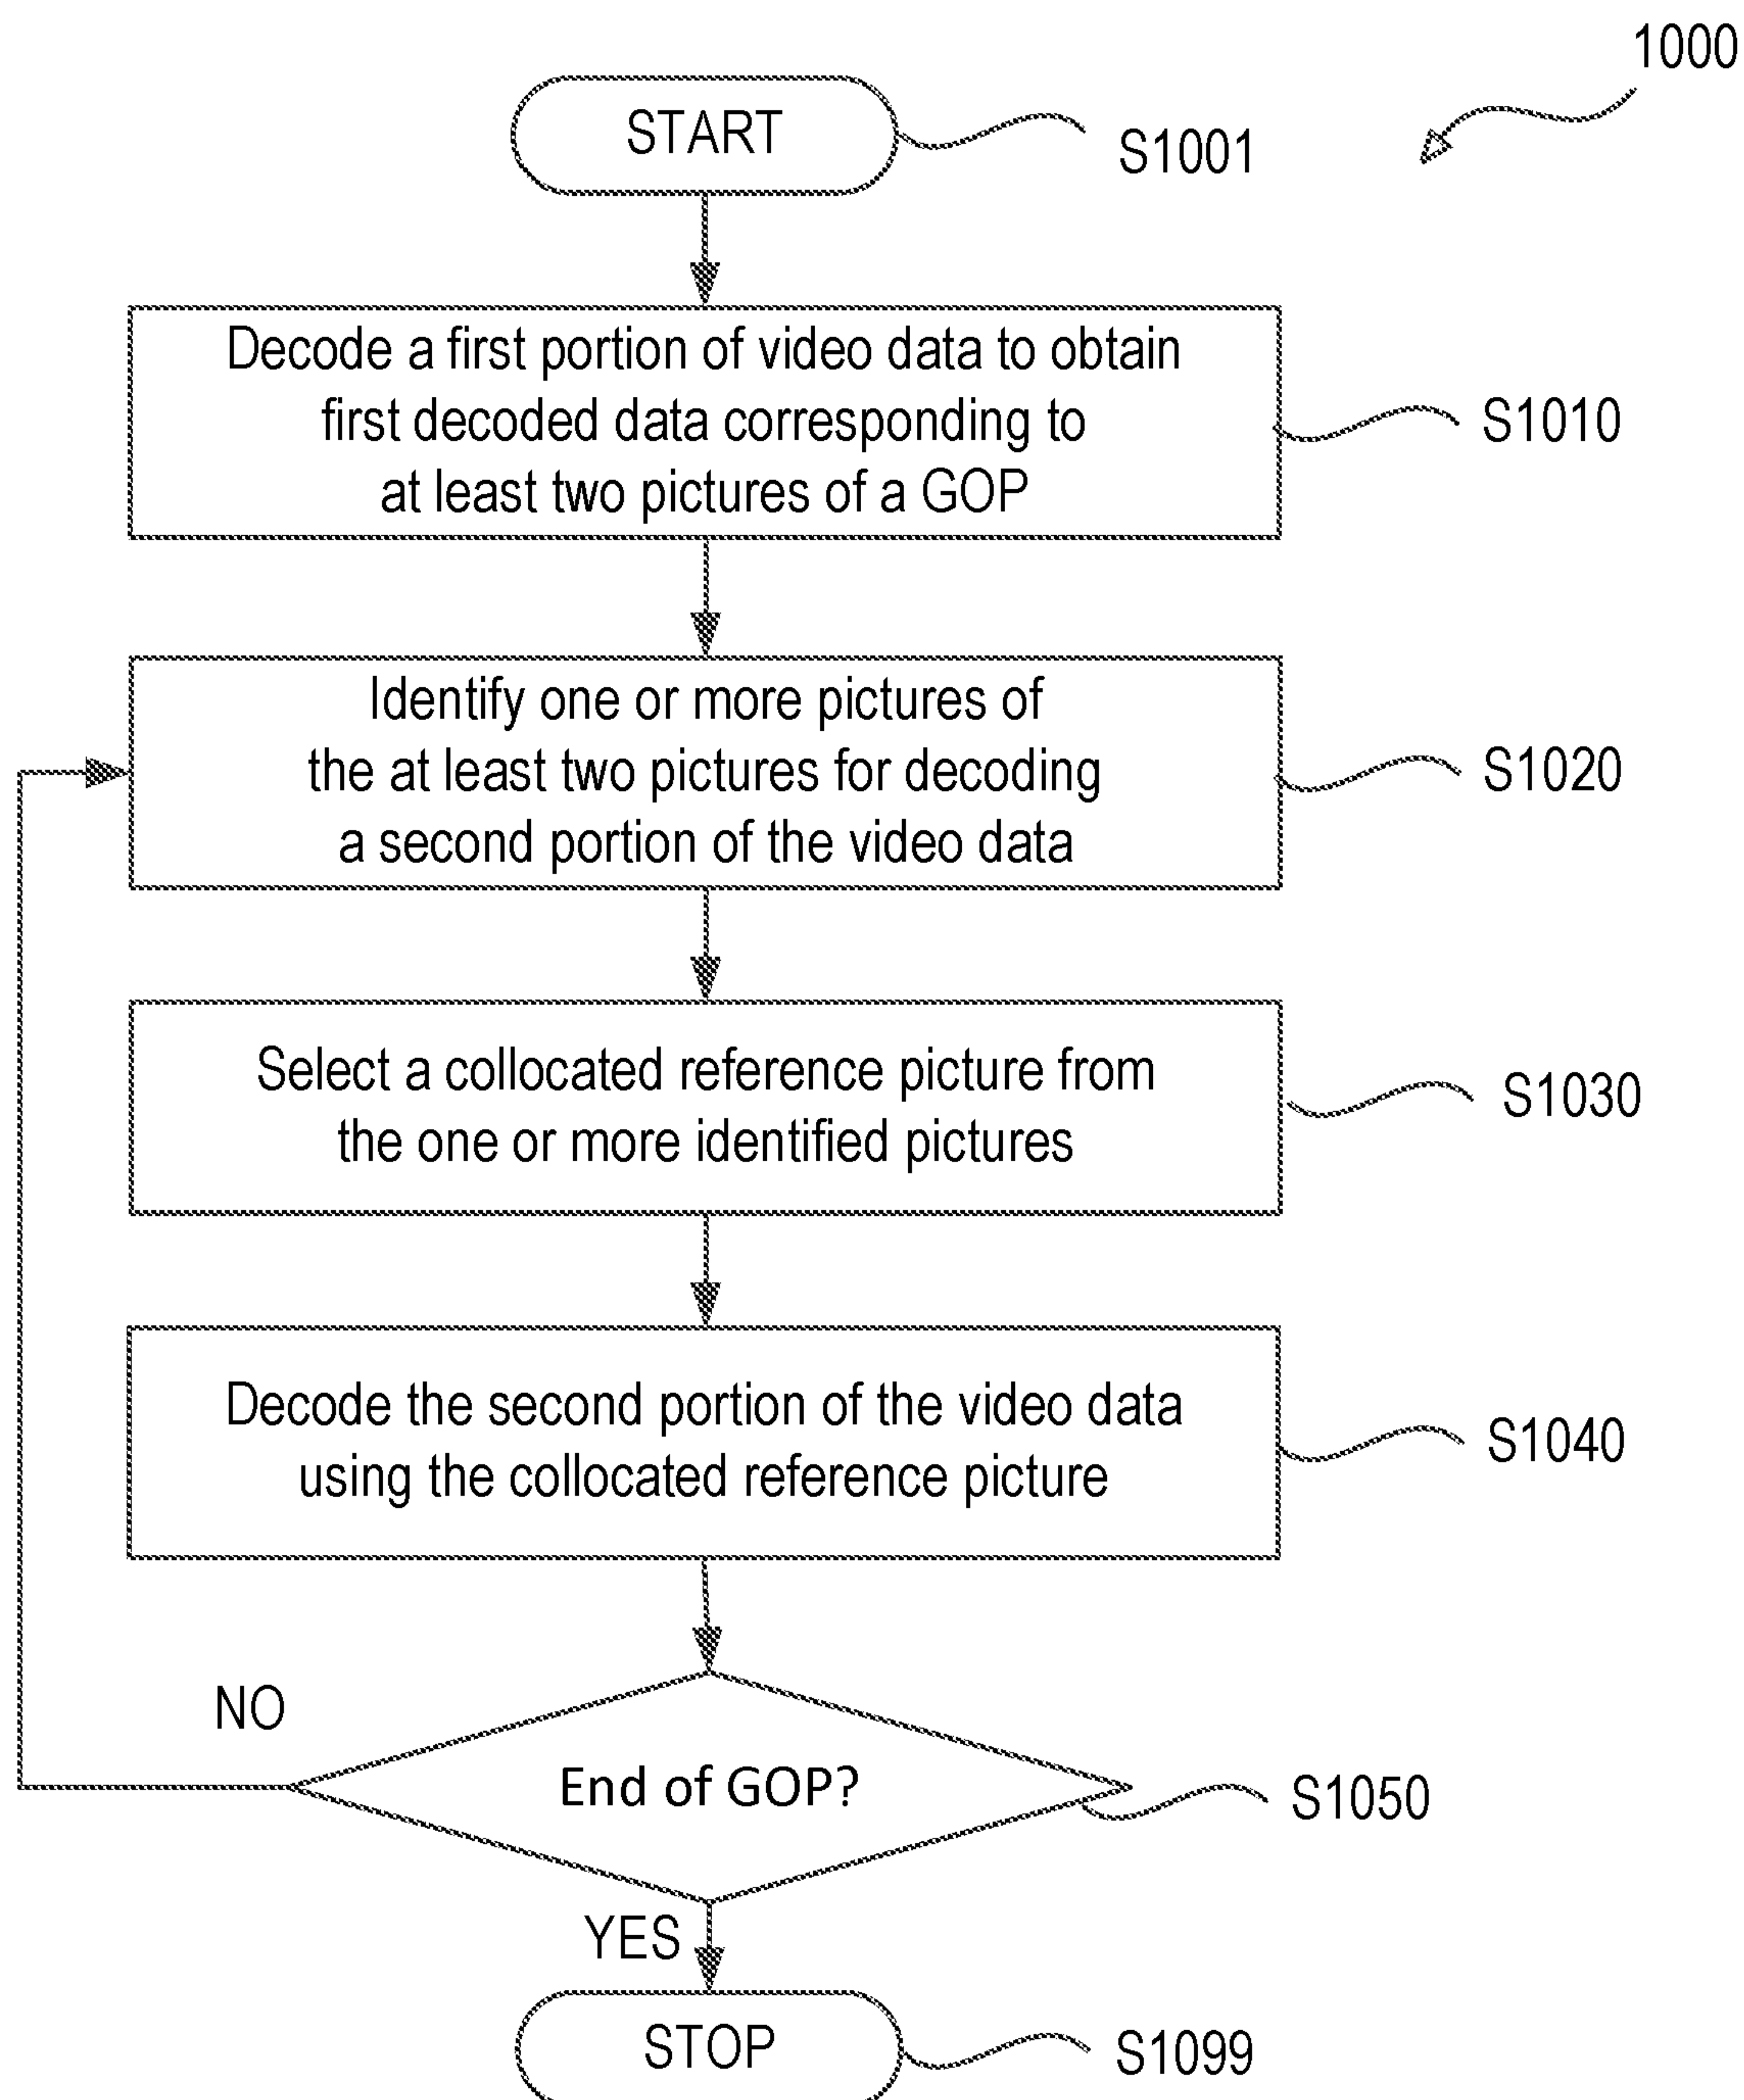 1000
START
S1001
Decode a first portion of video data to obtain
first decoded data corresponding to
at least two pictures of a GOP
S1010
Identify one or more pictures of
the at least two pictures for decoding
a second portion of the video data
S1020
Select a collocated reference picture from
the one or more identified pictures
S1030
Decode the second portion of the video data
using the collocated reference picture
S1040
NO
End of GOP?
S1050
YES
STOP
S1099